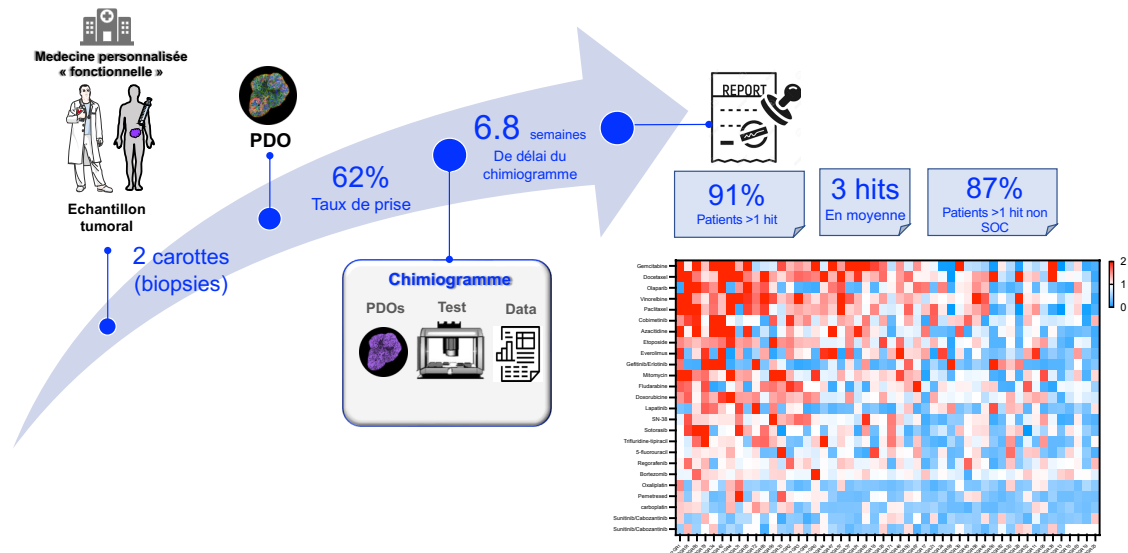 Medecine personnalisée
« fonctionnelle »
Echantillon
tumoral
2 carottes
(biopsies)
PDO
62%
Taux de prise
6.8 semaines
De délai du
chimiogramme
Chimiogramme
PDOs
Test
Data
REPORT
91%
Patients >1 hit
3 hits
En moyenne
87%
Patients >1 hit non
SOC
Gemcitabine
Docetaxel
Olaparib
Vinorelbine
Paclitaxel
Cobimetinib
Azacitidine
Etoposide
Everolimus
Gefitinib/Erlotinib
Mitomycin
Fludarabine
Doxorubicine
Lapatinib
SN-38
Sotorasib
Trifluridine-tipiracil
5-fluorouracil
Regorafenib
Bortezomib
Oxaliplatin
Pemetrexed
carboplatin
Sunitinib/Cabozantinib
Sunitinib/Cabozantinib
2
1
0